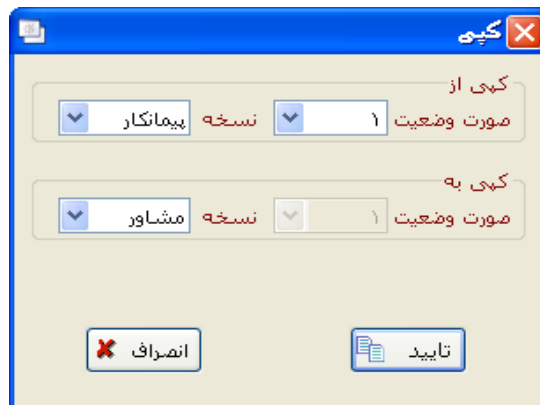 کپی
کپی از
صورت وضعیت ۱ نسخه پیمانکار
کپی به
صورت وضعیت ۱ نسخه مشاور
تایید انصراف